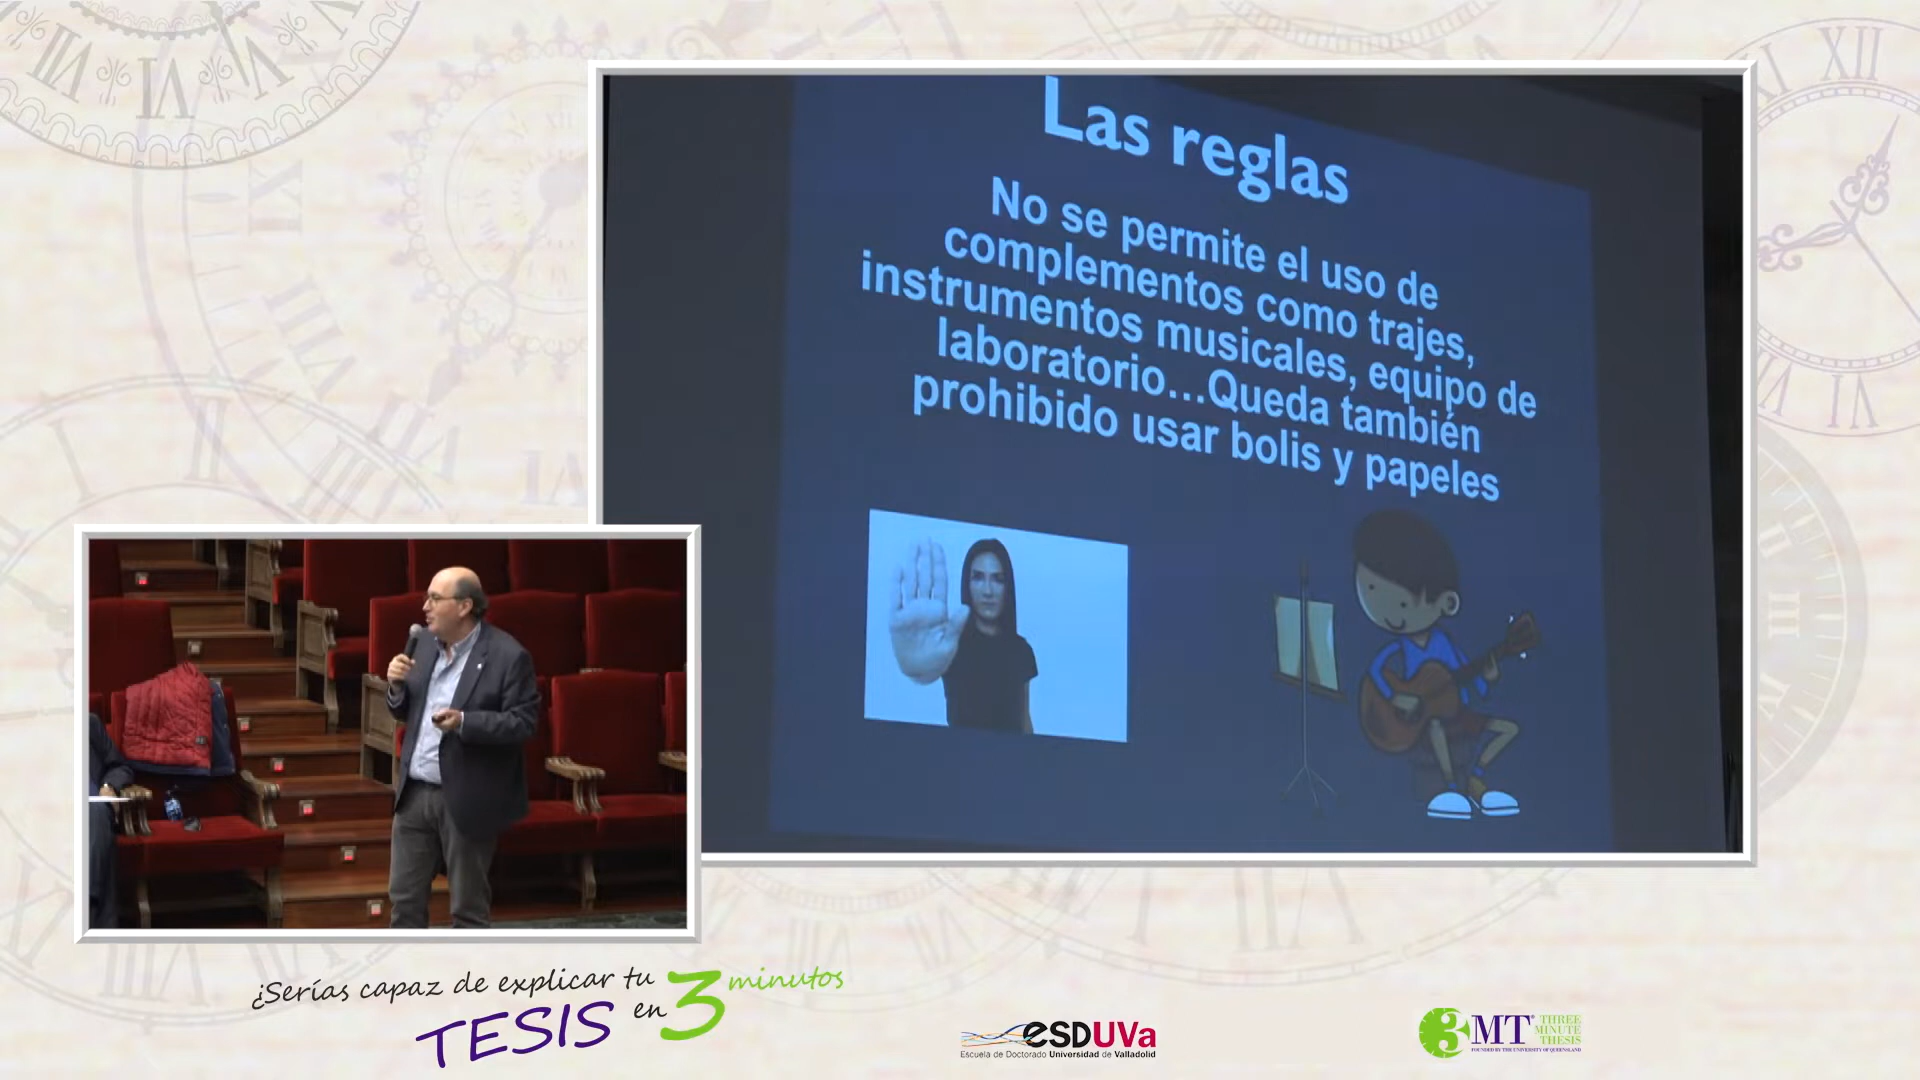 Las reglas
No se permite el uso de
complementos como trajes,
instrumentos musicales, equipo de
laboratorio...Queda también
prohibido usar bolis y papeles
¿Serías capaz de explicar tu
TESIS en 3 minutos
esDUVa
Escuela de Doctorado Universidad de Valladolid
3MT® THREE
MINUTE
THESIS
FOUNDED BY THE UNIVERSITY OF QUEENSLAND